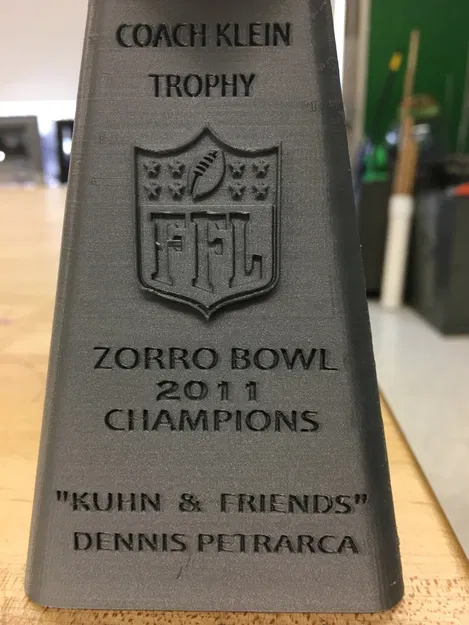 COACH KLEIN
TROPHY
FFL
ZORRO BOWL
2011
CHAMPIONS
"KUHN & FRIENDS"
DENNIS PETRARCA